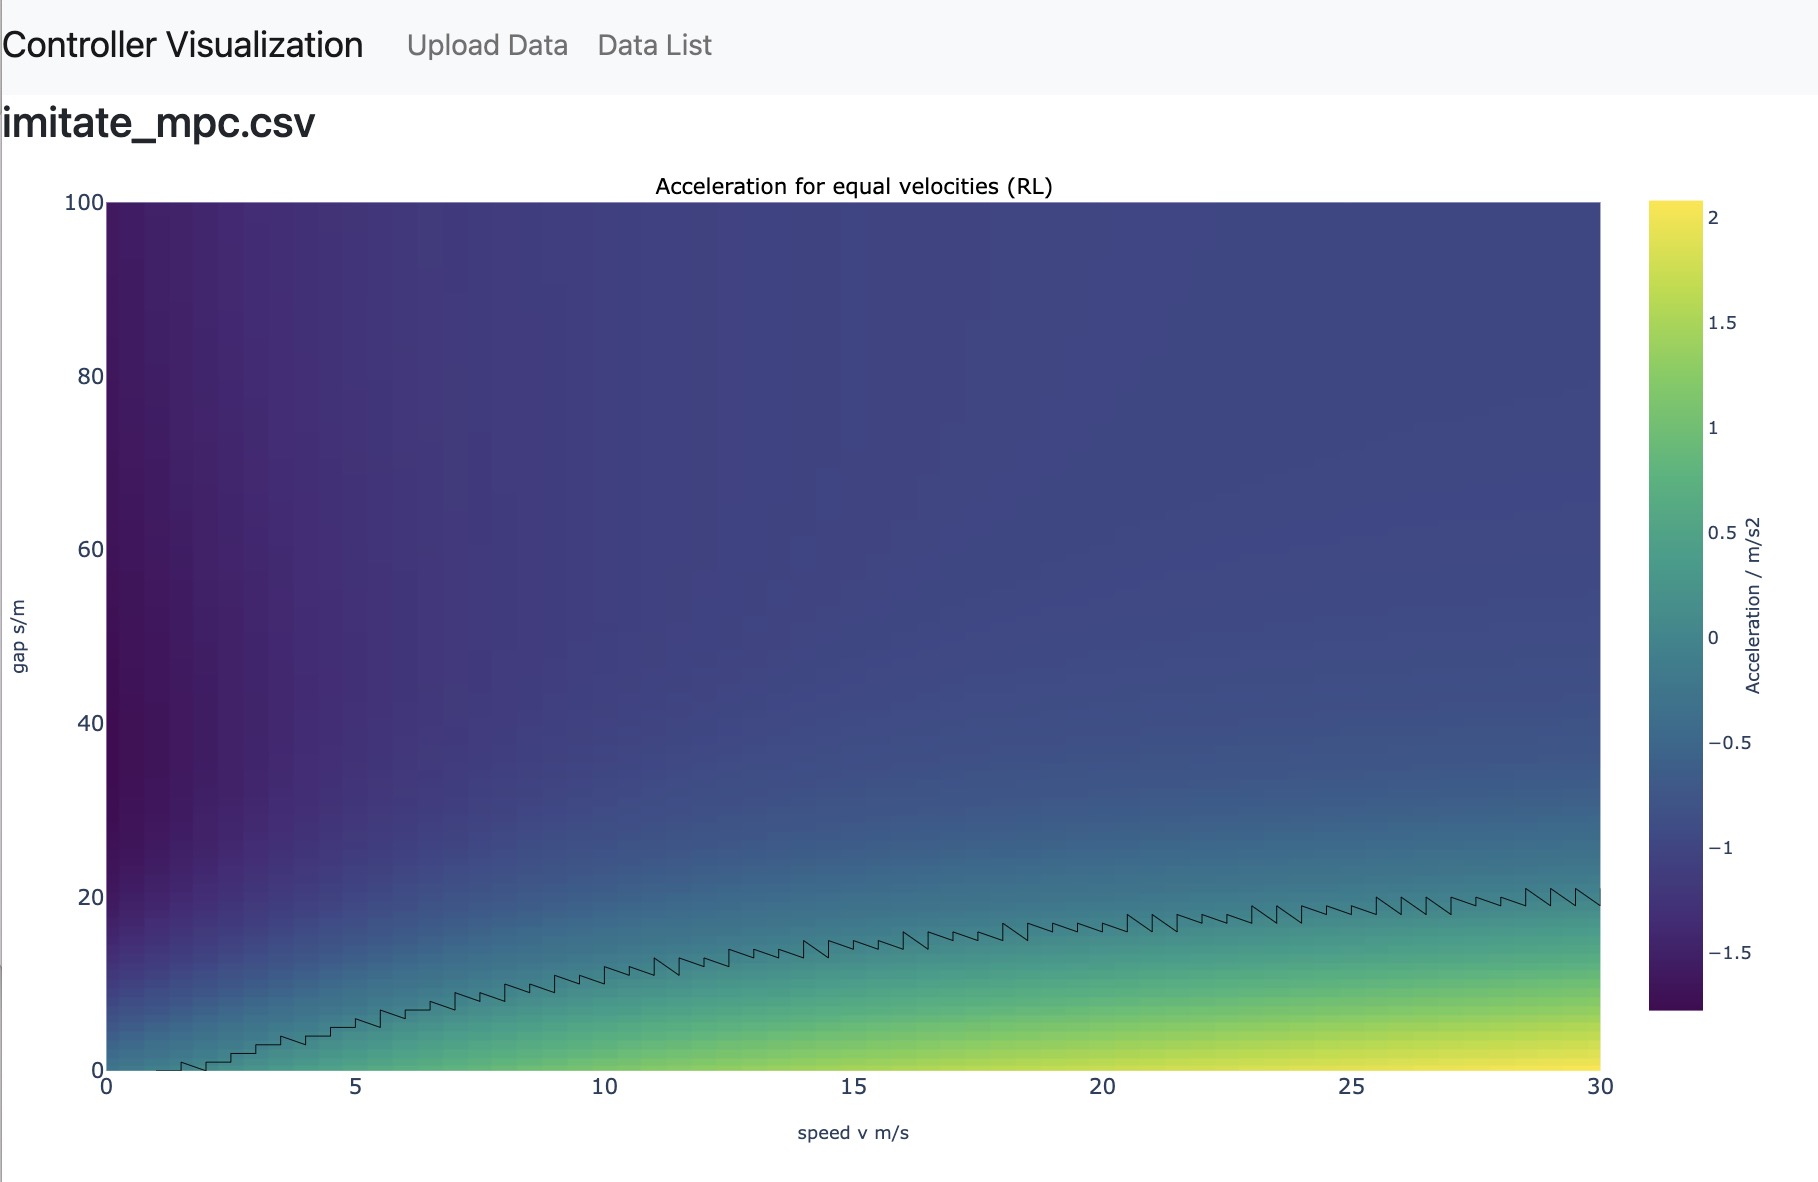 Controller Visualization Upload Data Data List
imitate_mpc.csv
Acceleration for equal velocities (RL)
100
80
60
40
20
0
gap s/m
0 5 10 15 20 25 30
speed v m/s
2
1.5
1
0.5
0
−0.5
−1
−1.5
Acceleration / m/s2